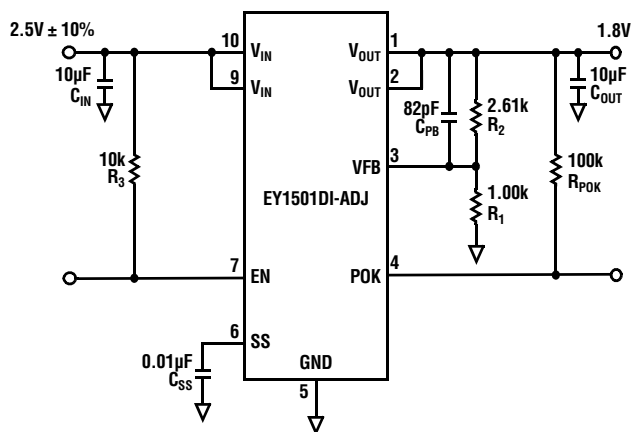 2.5V ± 10%
1.8V
10 VIN
VOUT 1
10µF
CIN
9 VIN
VOUT 2
82pF
CPB
2.61k
R2
10µF
COUT
10k
R3
VFB 3
EY1501DI-ADJ
1.00k
R1
100k
RPOK
7 EN
POK 4
6 SS
0.01µF
CSS
GND
5